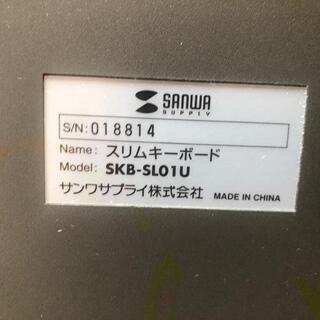 SANWA
SUPPLY
S/N: 018814
Name: スリムキーボード
Model: SKB-SL01U
サンワサプライ株式会社 MADE IN CHINA